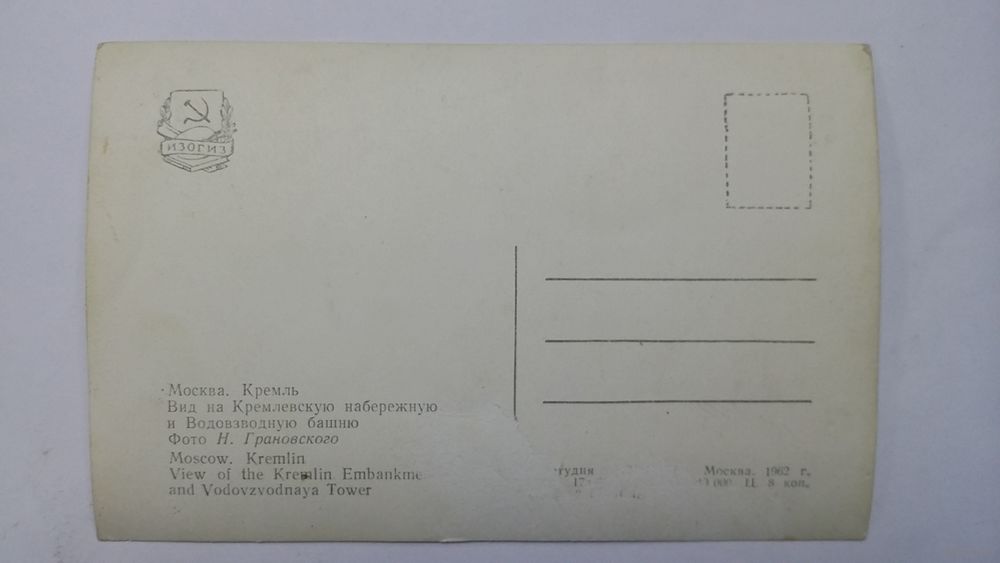 ИЗОГИЗ
Москва. Кремль
Вид на Кремлевскую набережную
и Водовзводную башню
Фото Н. Грановского
Moscow. Kremlin
View of the Kremlin
and Vodovzvodnaya Tower
Москва. 1962 г.
Ц. 8 коп.